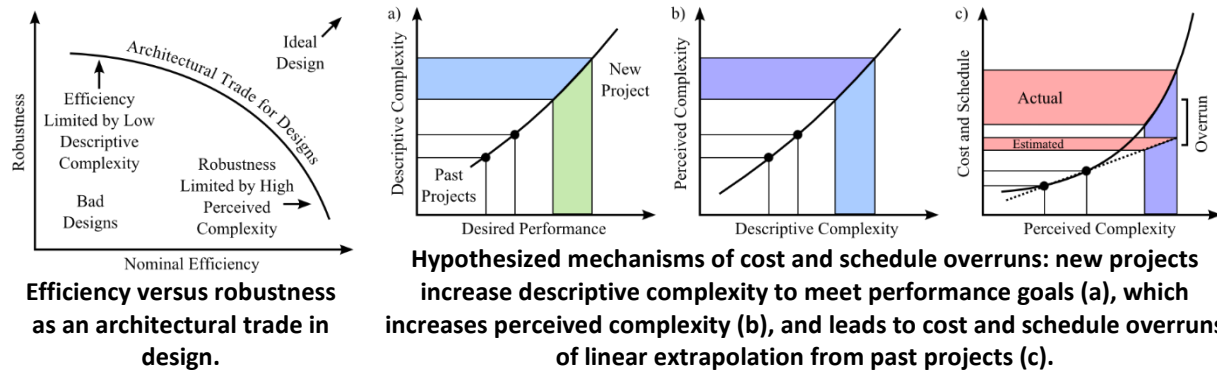 Robustness
Architectural Trade for Designs
Ideal
Design
Efficiency
Limited by Low
Descriptive
Complexity
Robustness
Limited by High
Perceived
Complexity
Bad
Designs
Nominal Efficiency
Efficiency versus robustness
as an architectural trade in
design.
a)
Descriptive Complexity
New
Project
Past
Projects
Desired Performance
b)
Perceived Complexity
Descriptive Complexity
c)
Cost and Schedule
Actual
Estimated
Overrun
Perceived Complexity
Hypothesized mechanisms of cost and schedule overruns: new projects
increase descriptive complexity to meet performance goals (a), which
increases perceived complexity (b), and leads to cost and schedule overruns
of linear extrapolation from past projects (c).